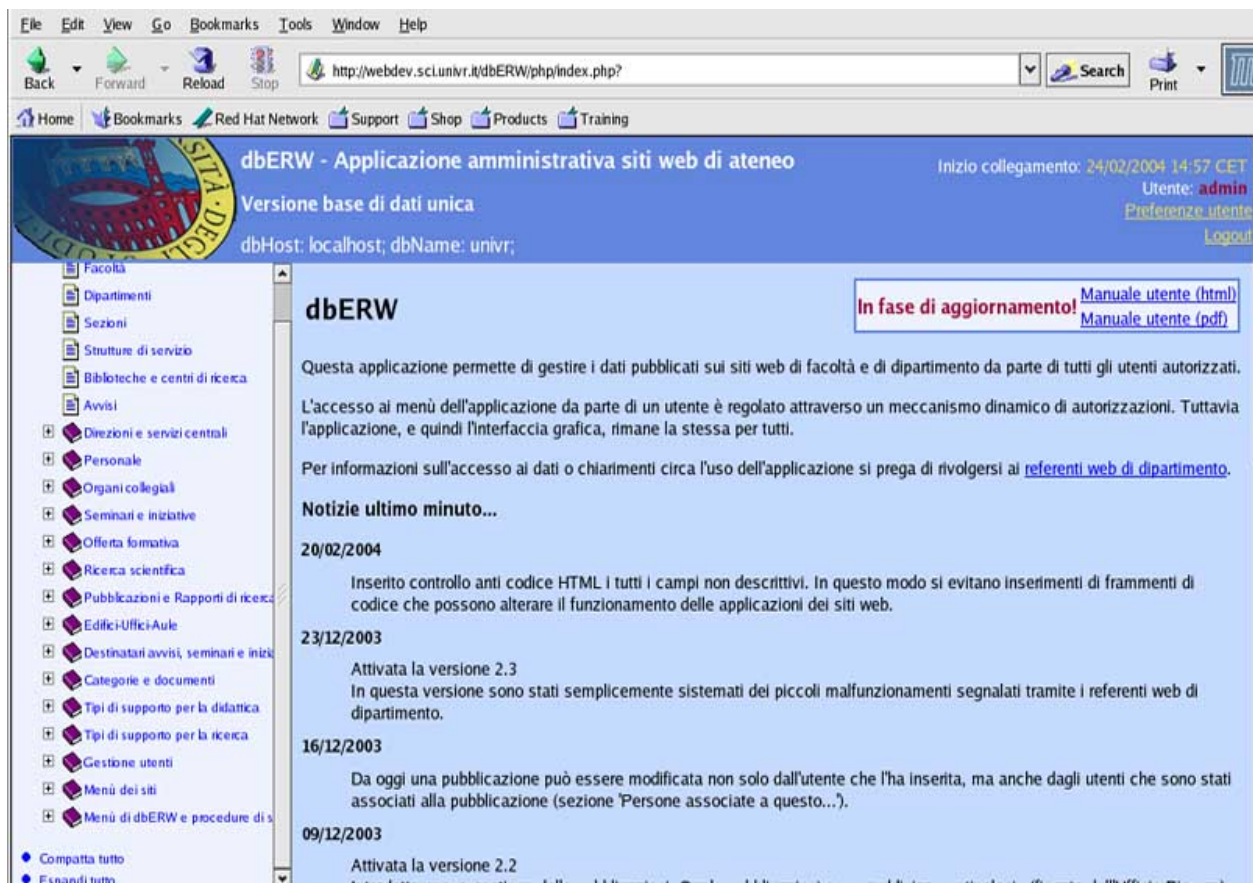 File Edit View Go Bookmarks Tools Window Help
Back Forward Reload Stop http://webdev.sci.univr.it/dbERW/php/index.php? Search Print
Home Bookmarks Red Hat Network Support Shop Products Training
dbERW - Applicazione amministrativa siti web di ateneo
Versione base di dati unica
dbHost: localhost; dbName: univr;
Inizio collegamento: 24/02/2004 14:57 CET
Utente: admin
Preferenze utente
Logout
Facoltà
Dipartimenti
Sezioni
Strutture di servizio
Biblioteche e centri di ricerca
Avvisi
Direzioni e servizi centrali
Personale
Organi collegiali
Seminari e iniziative
Offerta formativa
Ricerca scientifica
Pubblicazioni e Rapporti di ricerca
Edifici-Uffici-Aule
Destinatari avvisi, seminari e inizia
Categorie e documenti
Tipi di supporto per la didattica
Tipi di supporto per la ricerca
Gestione utenti
Menù dei siti
Menù di dbERW e procedure di s
Compatta tutto
Espandi tutto
dbERW
In fase di aggiornamento!
Manuale utente (html)
Manuale utente (pdf)
Questa applicazione permette di gestire i dati pubblicati sui siti web di facoltà e di dipartimento da parte di tutti gli utenti autorizzati.
L'accesso ai menù dell'applicazione da parte di un utente è regolato attraverso un meccanismo dinamico di autorizzazioni. Tuttavia
l'applicazione, e quindi l'interfaccia grafica, rimane la stessa per tutti.
Per informazioni sull'accesso ai dati o chiarimenti circa l'uso dell'applicazione si prega di rivolgersi ai referenti web di dipartimento.
Notizie ultimo minuto...
20/02/2004
Inserito controllo anti codice HTML i tutti i campi non descrittivi. In questo modo si evitano inserimenti di frammenti di
codice che possono alterare il funzionamento delle applicazioni dei siti web.
23/12/2003
Attivata la versione 2.3
In questa versione sono stati semplicemente sistemati dei piccoli malfunzionamenti segnalati tramite i referenti web di
dipartimento.
16/12/2003
Da oggi una pubblicazione può essere modificata non solo dall'utente che l'ha inserita, ma anche dagli utenti che sono stati
associati alla pubblicazione (sezione 'Persone associate a questo...').
09/12/2003
Attivata la versione 2.2